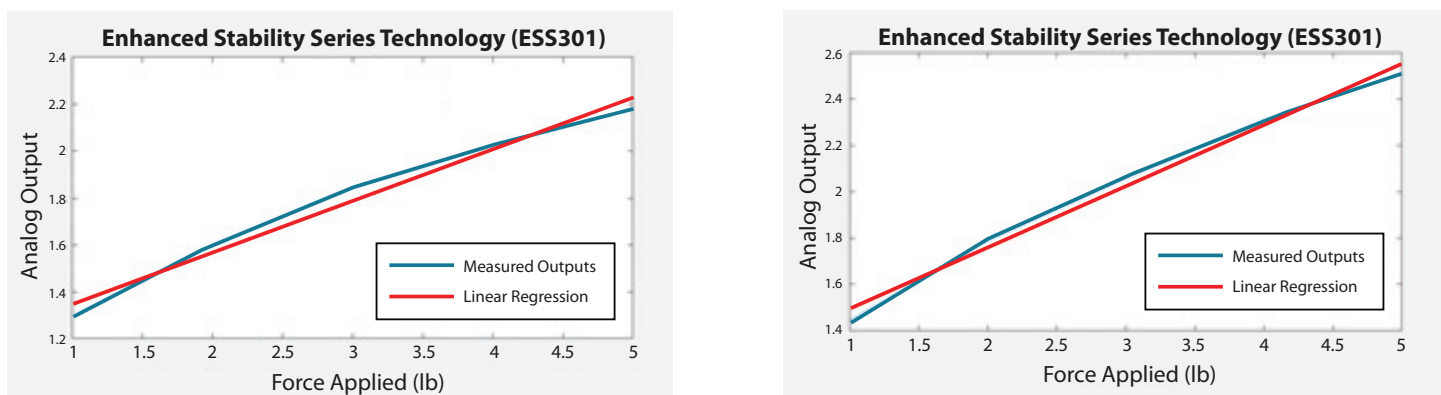 Enhanced Stability Series Technology (ESS301)
2.4
2.2
2
1.8
1.6
1.4
1.2
Analog Output
Measured Outputs
Linear Regression
1 1.5 2 2.5 3 3.5 4 4.5 5
Force Applied (lb)
Enhanced Stability Series Technology (ESS301)
2.6
2.4
2.2
2
1.8
1.6
1.4
Analog Output
Measured Outputs
Linear Regression
1 1.5 2 2.5 3 3.5 4 4.5 5
Force Applied (lb)